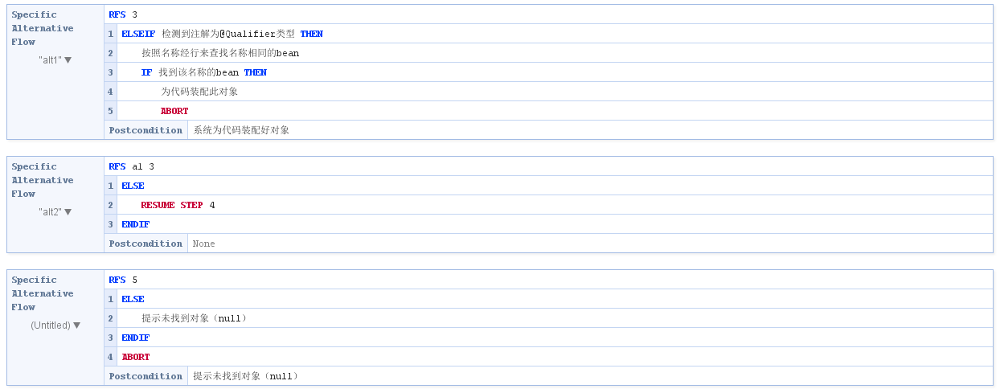 Specific
Alternative
Flow
"alt1" ▼
RFS 3
1 ELSEIF 检测到注解为@Qualifier类型 THEN
2 按照名称经行来查找名称相同的bean
3 IF 找到该名称的bean THEN
4 为代码装配此对象
5 ABORT
Postcondition 系统为代码装配好对象
Specific
Alternative
Flow
"alt2" ▼
RFS al 3
1 ELSE
2 RESUME STEP 4
3 ENDIF
Postcondition None
Specific
Alternative
Flow
(Untitled) ▼
RFS 5
1 ELSE
2 提示未找到对象（null）
3 ENDIF
4 ABORT
Postcondition 提示未找到对象（null）